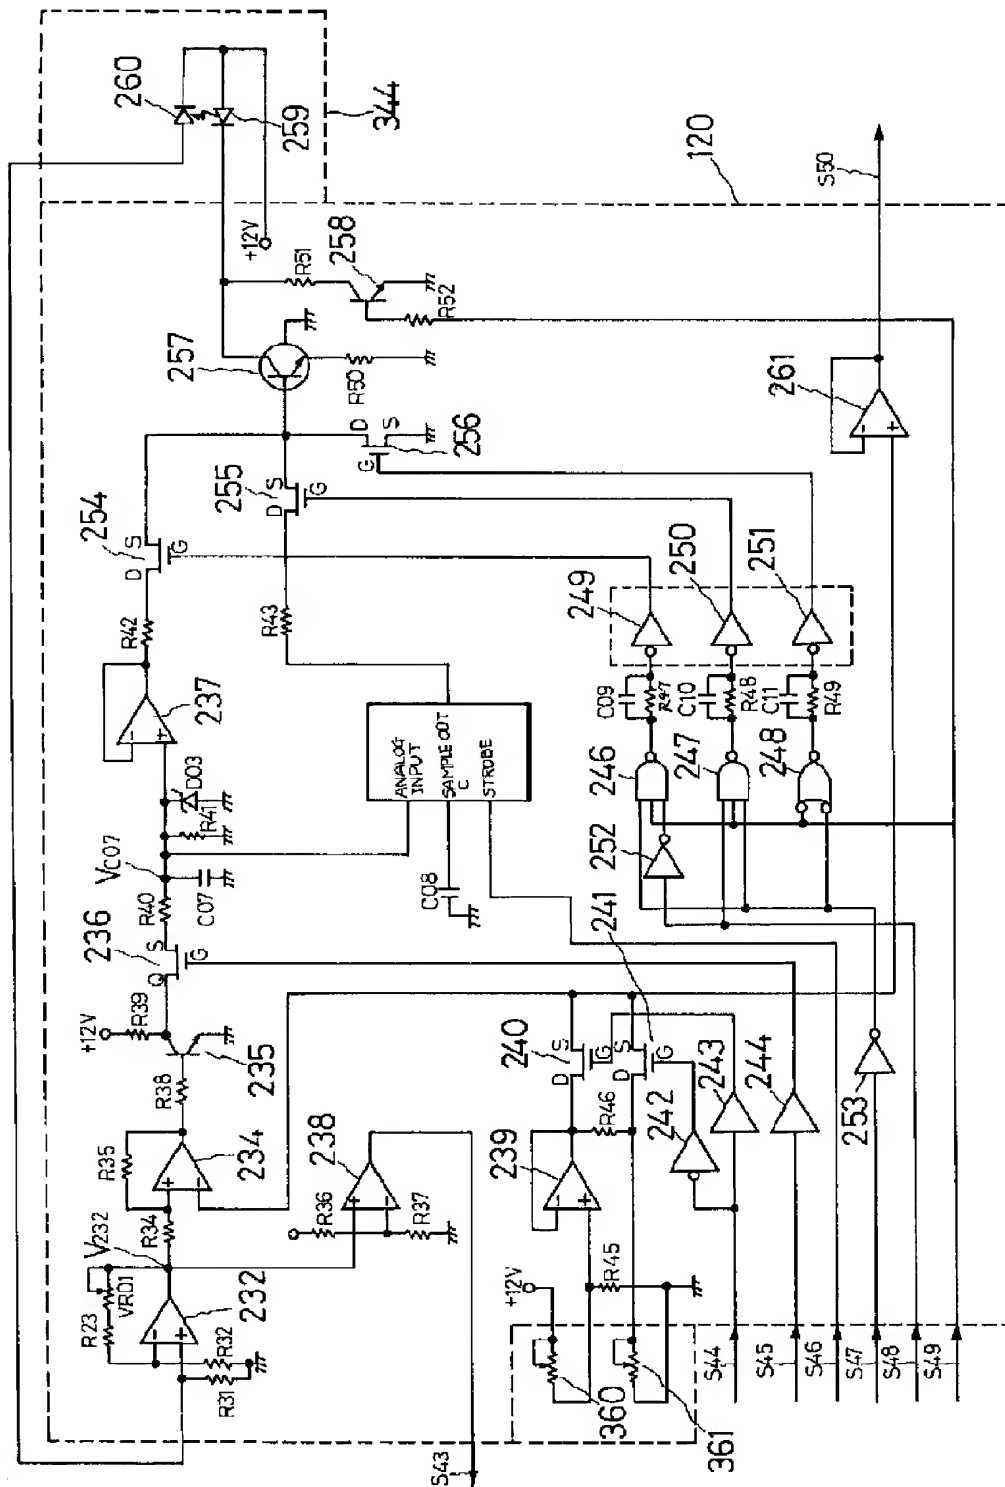 260
259
344
+12V
120
S50
R51
258
R52
257
R50
261
254
D S
G
255
D S
G
D
G S
256
R42
R43
249
250
251
237
D03
R41
VC07
C07
R40
ANALOG
INPUT
SAMPLE OUT
C
STROBE
C08
C09
R47
C10
R48
C11
R49
246
247
248
252
236
S
G
+12V
R39
235
R38
241
240
D S
G
D S
G
R35
234
R34
V232
238
R36
R37
239
R46
242
243
244
253
R23
VR01
232
R32
R31
+12V
R45
360
361
S43
S44
S45
S46
S47
S48
S49